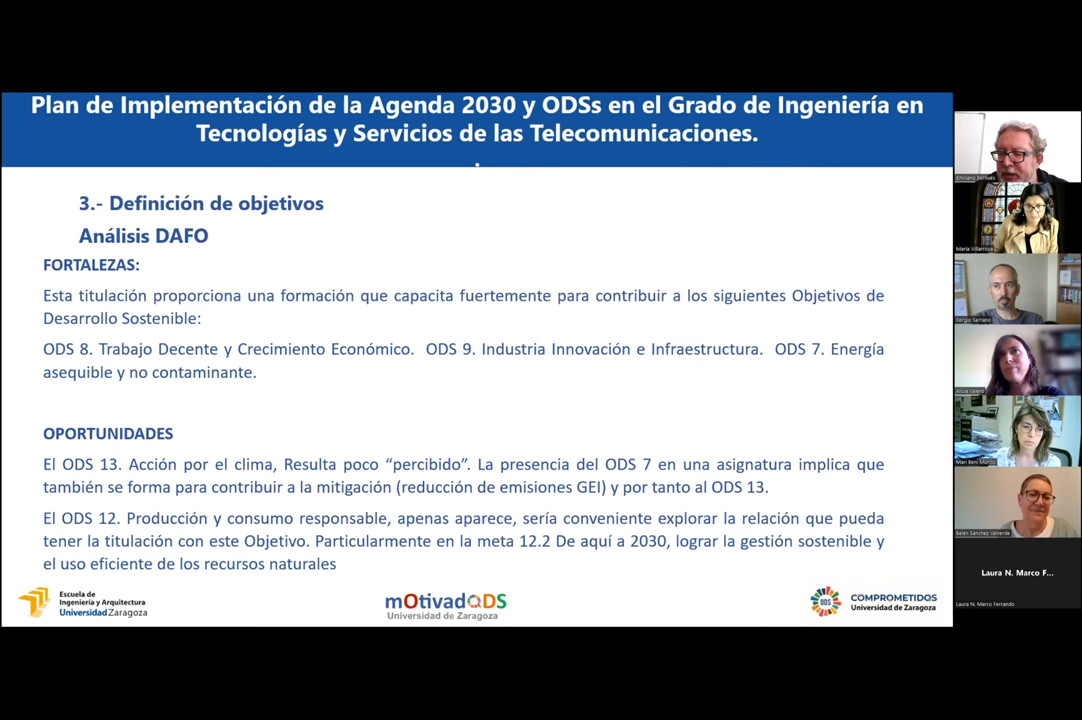 Plan de Implementación de la Agenda 2030 y ODSs en el Grado de Ingeniería en
Tecnologías y Servicios de las Telecomunicaciones.
.
3.- Definición de objetivos
Análisis DAFO
FORTALEZAS:
Esta titulación proporciona una formación que capacita fuertemente para contribuir a los siguientes Objetivos de
Desarrollo Sostenible:
ODS 8. Trabajo Decente y Crecimiento Económico. ODS 9. Industria Innovación e Infraestructura. ODS 7. Energía
asequible y no contaminante.
OPORTUNIDADES
El ODS 13. Acción por el clima, Resulta poco “percibido”. La presencia del ODS 7 en una asignatura implica que
también se forma para contribuir a la mitigación (reducción de emisiones GEI) y por tanto al ODS 13.
El ODS 12. Producción y consumo responsable, apenas aparece, sería conveniente explorar la relación que pueda
tener la titulación con este Objetivo. Particularmente en la meta 12.2 De aquí a 2030, lograr la gestión sostenible y
el uso eficiente de los recursos naturales
Escuela de
Ingeniería y Arquitectura
Universidad Zaragoza
mOtivadODS
Universidad de Zaragoza
ODS
COMPROMETIDOS
Universidad de Zaragoza
Emiliano Bernués
María Villarroya
Sergio Serrano
Alicia Valero
Mari Beni Murillo
Belén Sánchez Valverde
Laura N. Marco F...
Laura N. Marco Ferrando